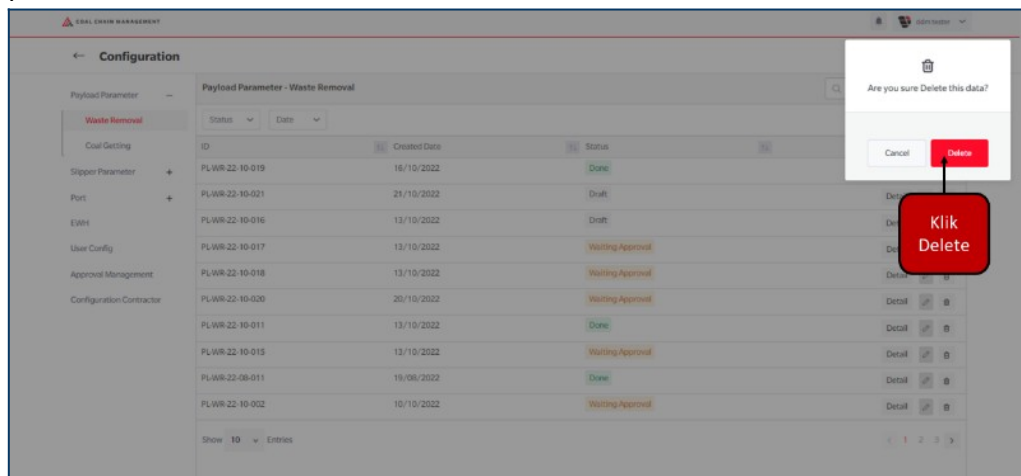 COAL CHAIN MANAGEMENT
← Configuration
Are you sure Delete this data?
Cancel Delete
Klik
Delete
Payload Parameter −
Waste Removal
Coal Getting
Slipper Parameter +
Port +
EWH
User Config
Approval Management
Configuration Contractor
Payload Parameter - Waste Removal
Status Date
ID Created Date Status
PL-WR-22-10-019 18/10/2022 Done
PL-WR-22-10-021 21/10/2022 Draft
PL-WR-22-10-016 13/10/2022 Draft
PL-WR-22-10-017 13/10/2022 Waiting Approval
PL-WR-22-10-018 13/10/2022 Waiting Approval Detail
PL-WR-22-10-020 20/10/2022 Waiting Approval Detail
PL-WR-22-10-011 13/10/2022 Done Detail
PL-WR-22-10-015 13/10/2022 Waiting Approval Detail
PL-WR-22-08-011 19/08/2022 Done Detail
PL-WR-22-10-002 10/10/2022 Waiting Approval Detail
Show 10 Entries
‹ 1 2 3 ›